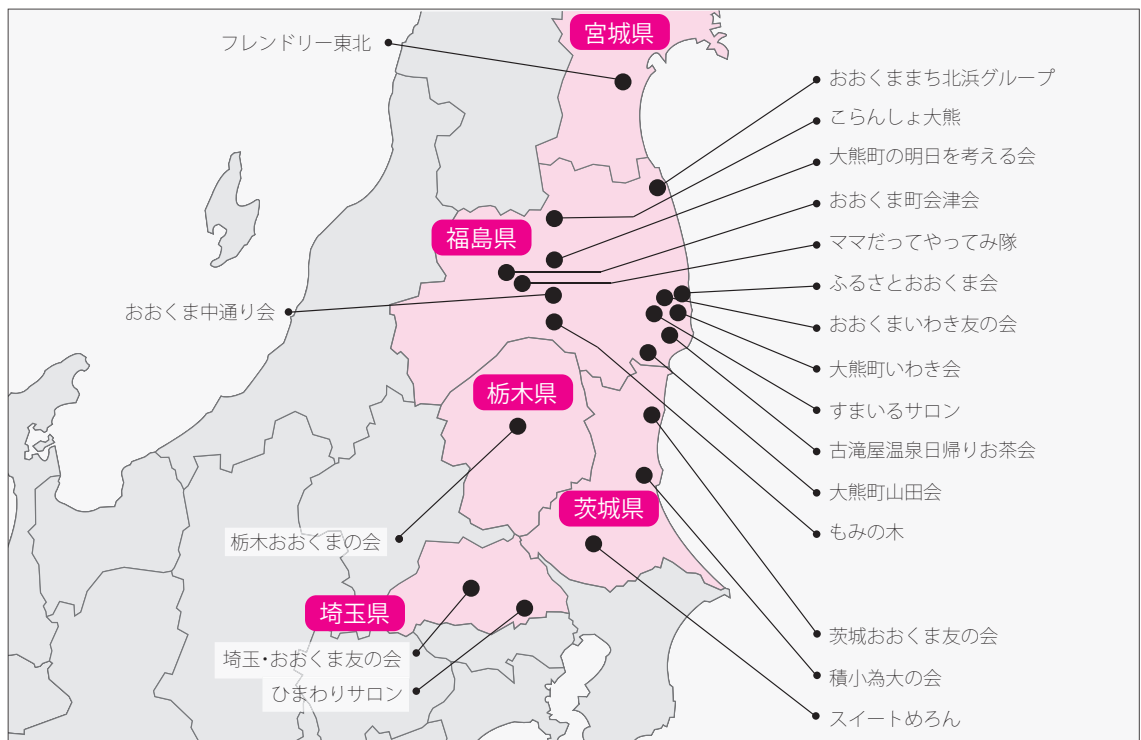 宮城県
フレンドリー東北
おおくままち北浜グループ
こらんしょ大熊
大熊町の明日を考える会
おおくま町会津会
福島県
ママだってやってみ隊
ふるさとおおくま会
おおくま中通り会
おおくまいわき友の会
大熊町いわき会
栃木県
すまいるサロン
古滝屋温泉日帰りお茶会
大熊町山田会
茨城県
もみの木
栃木おおくまの会
埼玉県
茨城おおくま友の会
埼玉・おおくま友の会
積小為大の会
ひまわりサロン
スイートめろん